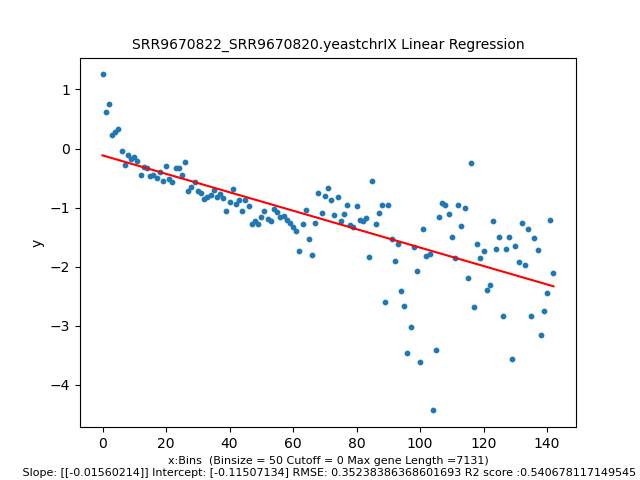 SRR9670822_SRR9670820.yeastchrIX Linear Regression
1
0
−1
−2
−3
−4
y
0 20 40 60 80 100 120 140
x:Bins (Binsize = 50 Cutoff = 0 Max gene Length =7131)
Slope: [[-0.01560214]] Intercept: [-0.11507134] RMSE: 0.35238386368601693 R2 score :0.540678117149545